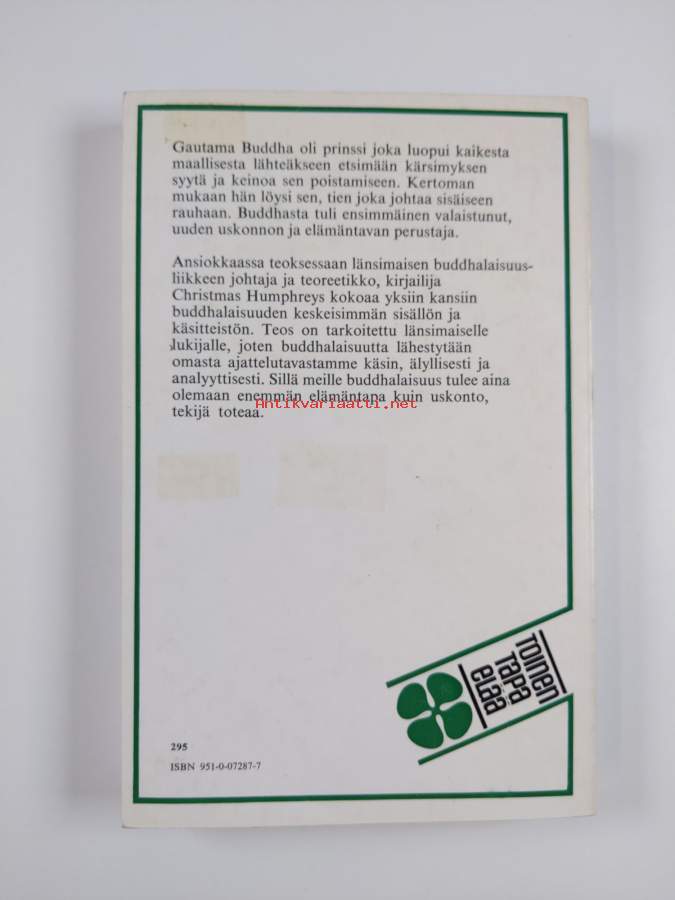 Gautama Buddha oli prinssi joka luopui kaikesta
maallisesta lähteäkseen etsimään kärsimyksen
syytä ja keinoa sen poistamiseen. Kertoman
mukaan hän löysi sen, tien joka johtaa sisäiseen
rauhaan. Buddhasta tuli ensimmäinen valaistunut,
uuden uskonnon ja elämäntavan perustaja.
Ansiokkaassa teoksessaan länsimaisen buddhalaisuus-
liikkeen johtaja ja teoreetikko, kirjailija
Christmas Humphreys kokoaa yksiin kansiin
buddhalaisuuden keskeisimmän sisällön ja
käsitteistön. Teos on tarkoitettu länsimaiselle
lukijalle, joten buddhalaisuutta lähestytään
omasta ajattelutavastamme käsin, älyllisesti ja
analyyttisesti. Sillä meille buddhalaisuus tulee aina
olemaan enemmän elämäntapa kuin uskonto,
tekijä toteaa.
Antikvariaatti.net
TOINEN
TAPA
ELÄÄ
295
ISBN 951-0-07287-7